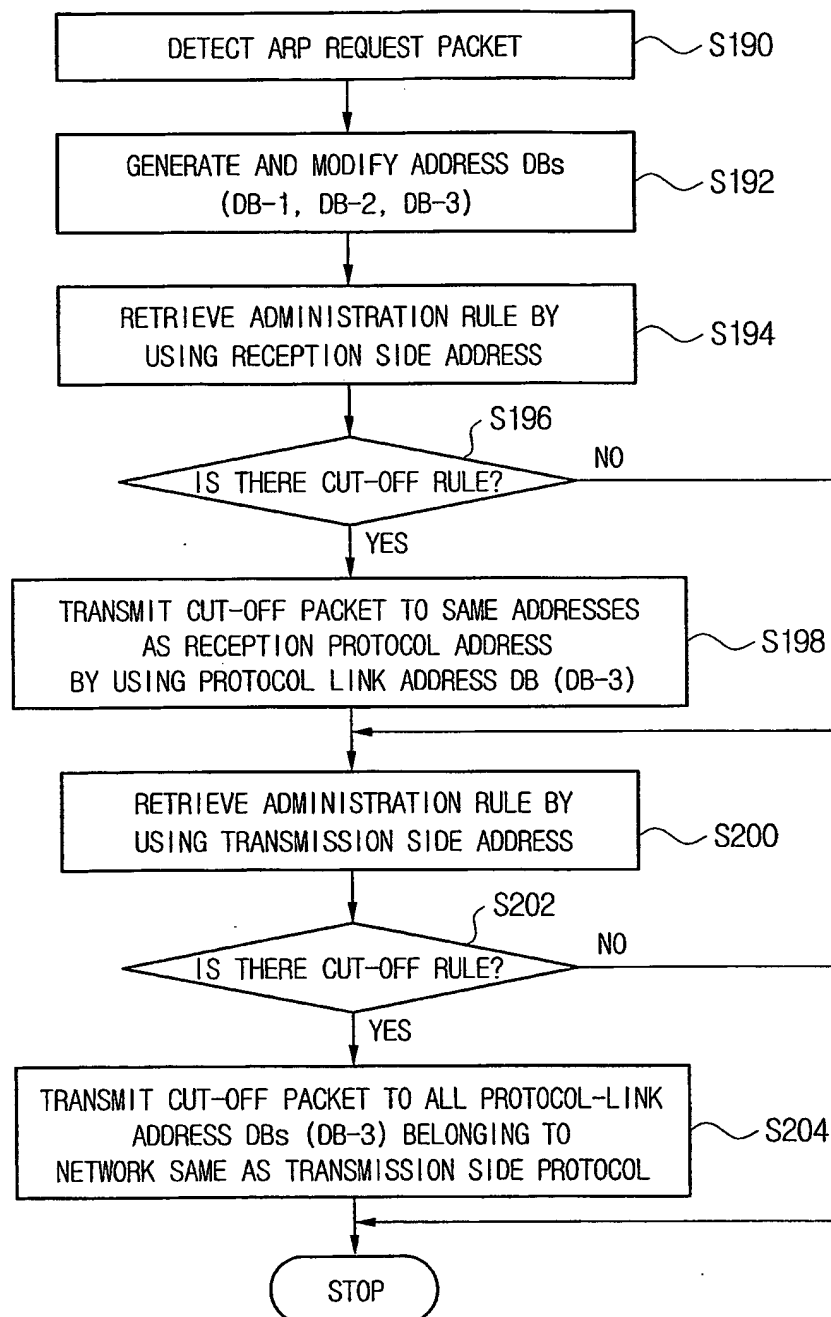 DETECT ARP REQUEST PACKET
S190
GENERATE AND MODIFY ADDRESS DBs
(DB-1, DB-2, DB-3)
S192
RETRIEVE ADMINISTRATION RULE BY
USING RECEPTION SIDE ADDRESS
S194
S196
IS THERE CUT-OFF RULE?
NO
YES
TRANSMIT CUT-OFF PACKET TO SAME ADDRESSES
AS RECEPTION PROTOCOL ADDRESS
BY USING PROTOCOL LINK ADDRESS DB (DB-3)
S198
RETRIEVE ADMINISTRATION RULE BY
USING TRANSMISSION SIDE ADDRESS
S200
S202
IS THERE CUT-OFF RULE?
NO
YES
TRANSMIT CUT-OFF PACKET TO ALL PROTOCOL-LINK
ADDRESS DBs (DB-3) BELONGING TO
NETWORK SAME AS TRANSMISSION SIDE PROTOCOL
S204
STOP